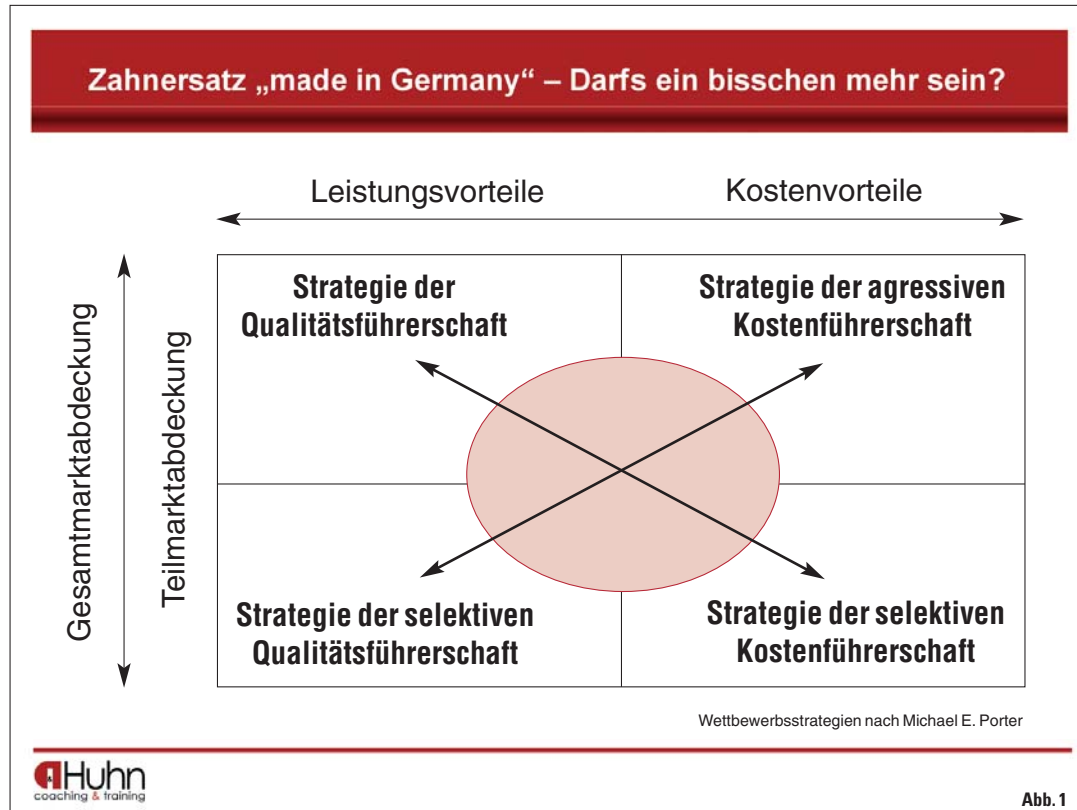 Zahnersatz „made in Germany“ – Darfs ein bisschen mehr sein?
Leistungsvorteile
Kostenvorteile
Gesamtmarktabdeckung
Teilmarktabdeckung
Strategie der
Qualitätsführerschaft
Strategie der agressiven
Kostenführerschaft
Strategie der selektiven
Qualitätsführerschaft
Strategie der selektiven
Kostenführerschaft
Wettbewerbsstrategien nach Michael E. Porter
Huhn
coaching & training
Abb. 1